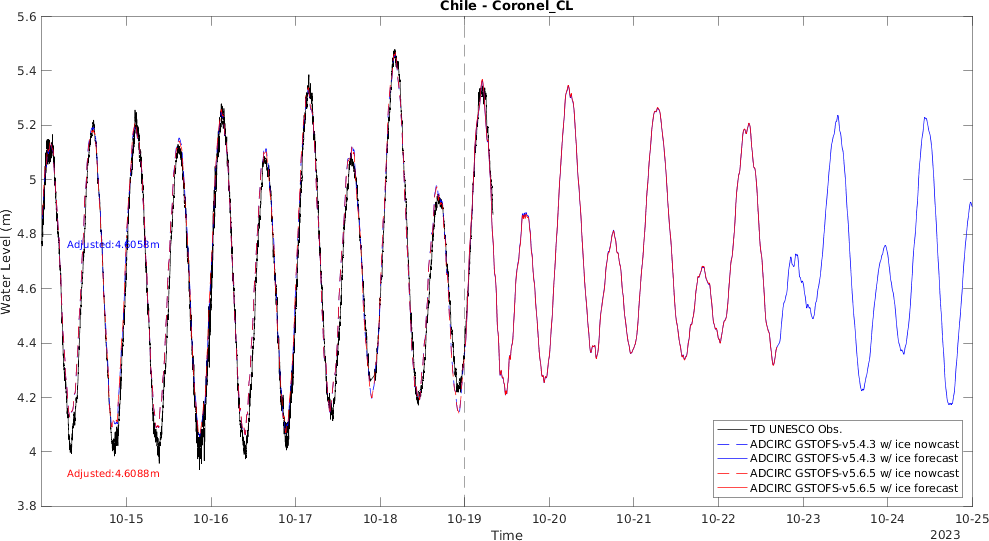 Chile - Coronel_CL
5.6
5.4
5.2
5
4.8
4.6
4.4
4.2
4
3.8
Water Level (m)
Adjusted:4.6058m
Adjusted:4.6088m
TD UNESCO Obs.
ADCIRC GSTOFS-v5.4.3 w/ ice nowcast
ADCIRC GSTOFS-v5.4.3 w/ ice forecast
ADCIRC GSTOFS-v5.6.5 w/ ice nowcast
ADCIRC GSTOFS-v5.6.5 w/ ice forecast
10-15 10-16 10-17 10-18 10-19 10-20 10-21 10-22 10-23 10-24 10-25
Time
2023